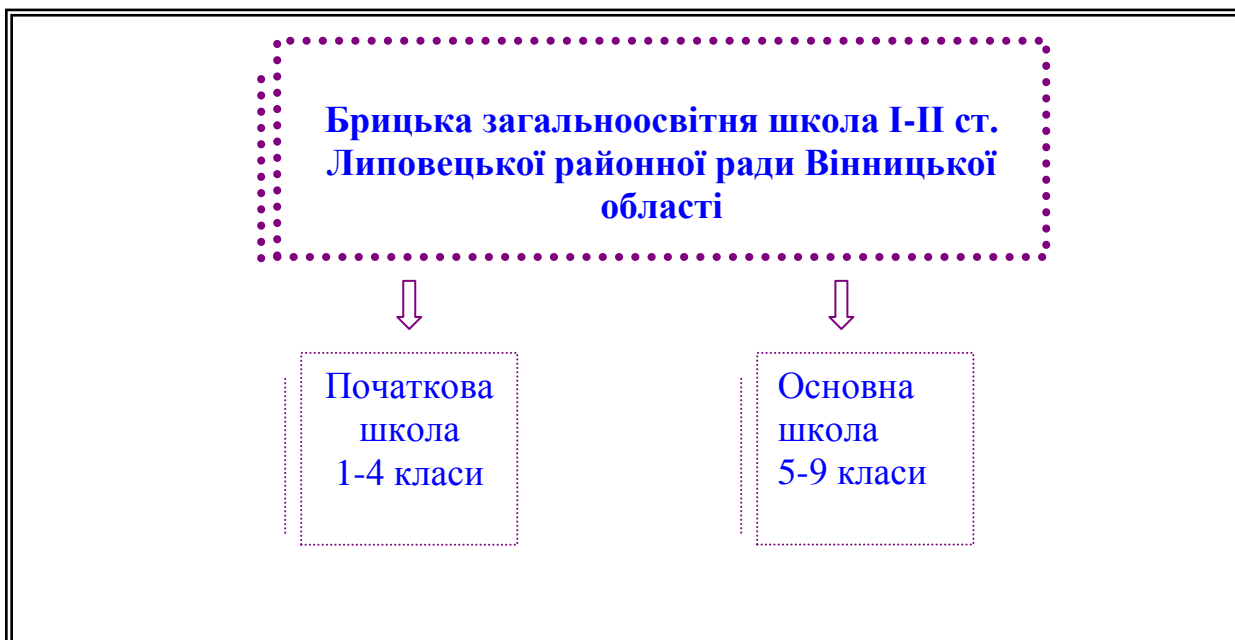 Брицька загальноосвітня школа І-ІІ ст.
Липовецької районної ради Вінницької
області
Початкова
школа
1-4 класи
Основна
школа
5-9 класи